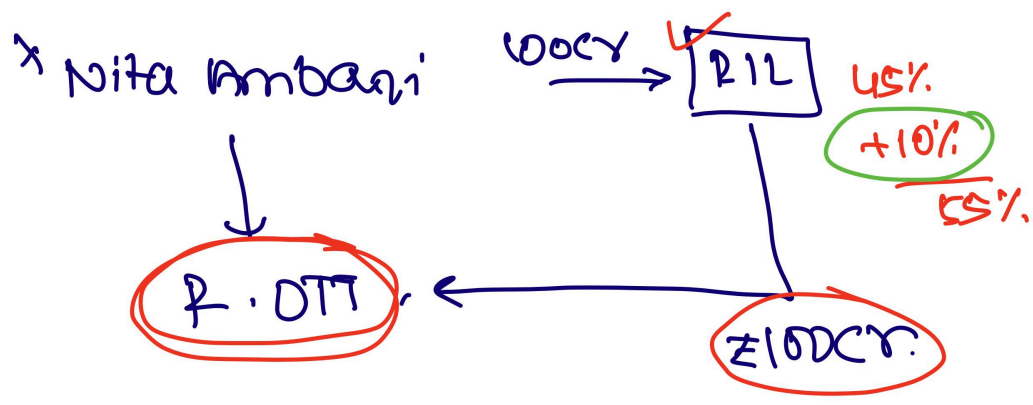 * Nita Ambani
100cr
RIL
45%
+10%
55%
R. OTT.
₹100cr.